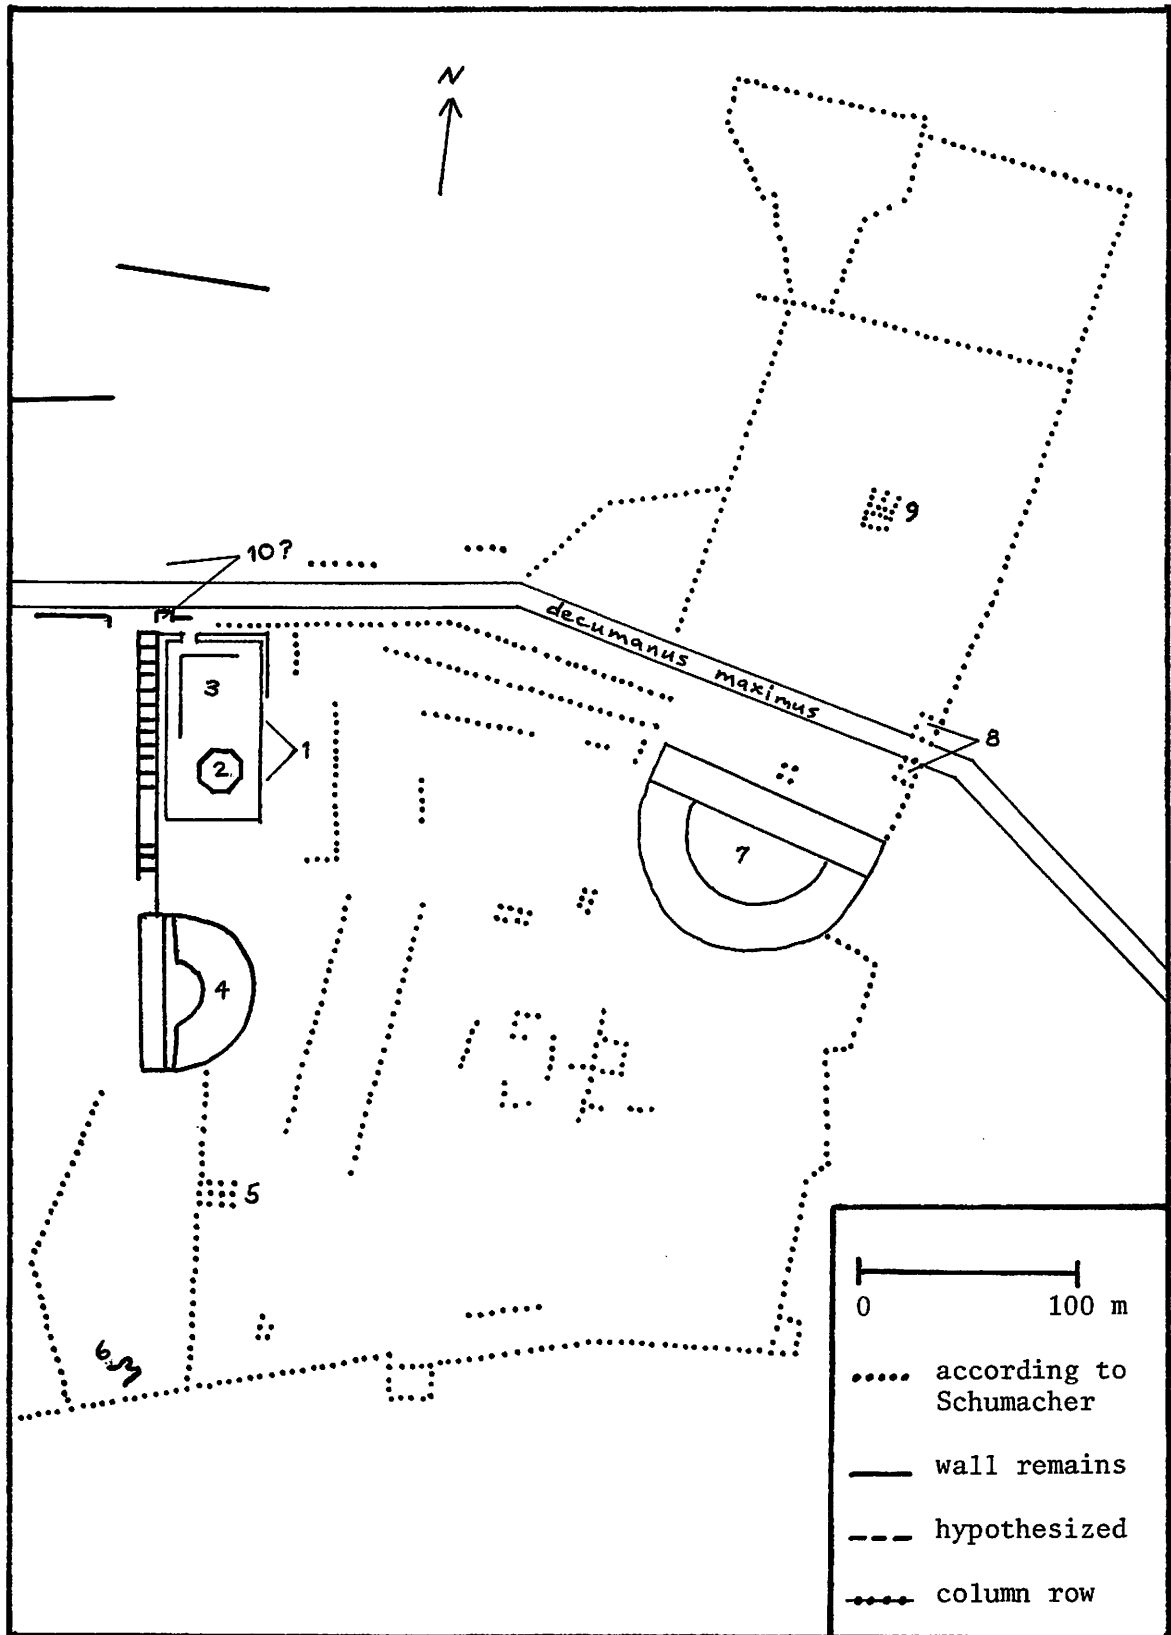 N
9
10?
decumanus maximus
3
1
8
2
7
4
5
6
0 100 m
according to
Schumacher
wall remains
hypothesized
column row